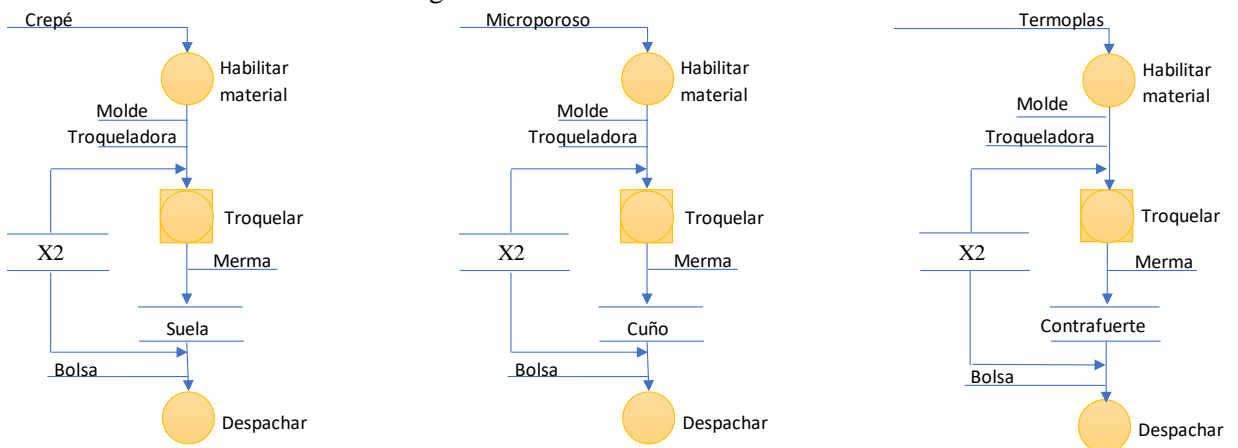 Crepé
Habilitar
material
Molde
Troqueladora
Troquelar
X2
Merma
Suela
Bolsa
Despachar
Microporoso
Habilitar
material
Molde
Troqueladora
Troquelar
X2
Merma
Cuño
Bolsa
Despachar
Termoplas
Habilitar
material
Molde
Troqueladora
Troquelar
X2
Merma
Contrafuerte
Bolsa
Despachar